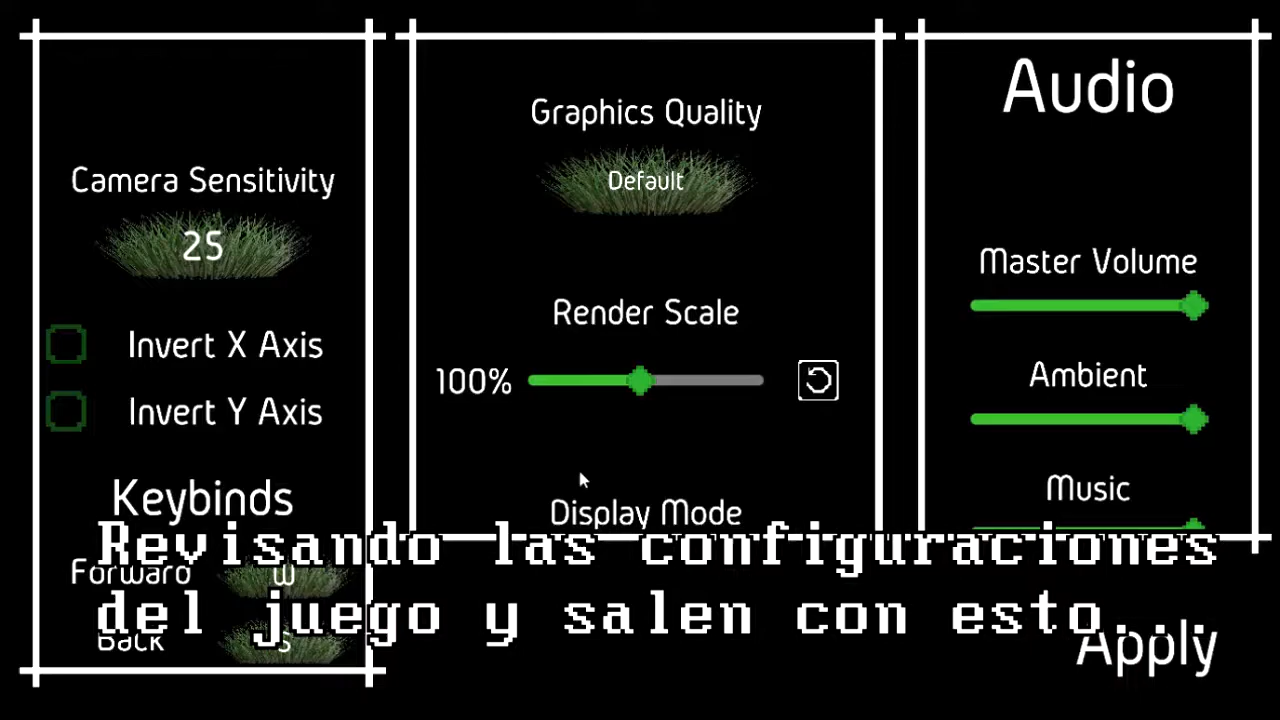 Camera Sensitivity
25
Invert X Axis
Invert Y Axis
Keybinds
Forward
W
Back
S
Graphics Quality
Default
Render Scale
100%
Display Mode
Audio
Master Volume
Ambient
Music
Revisando las configuraciones
del juego y salen con esto...
Apply